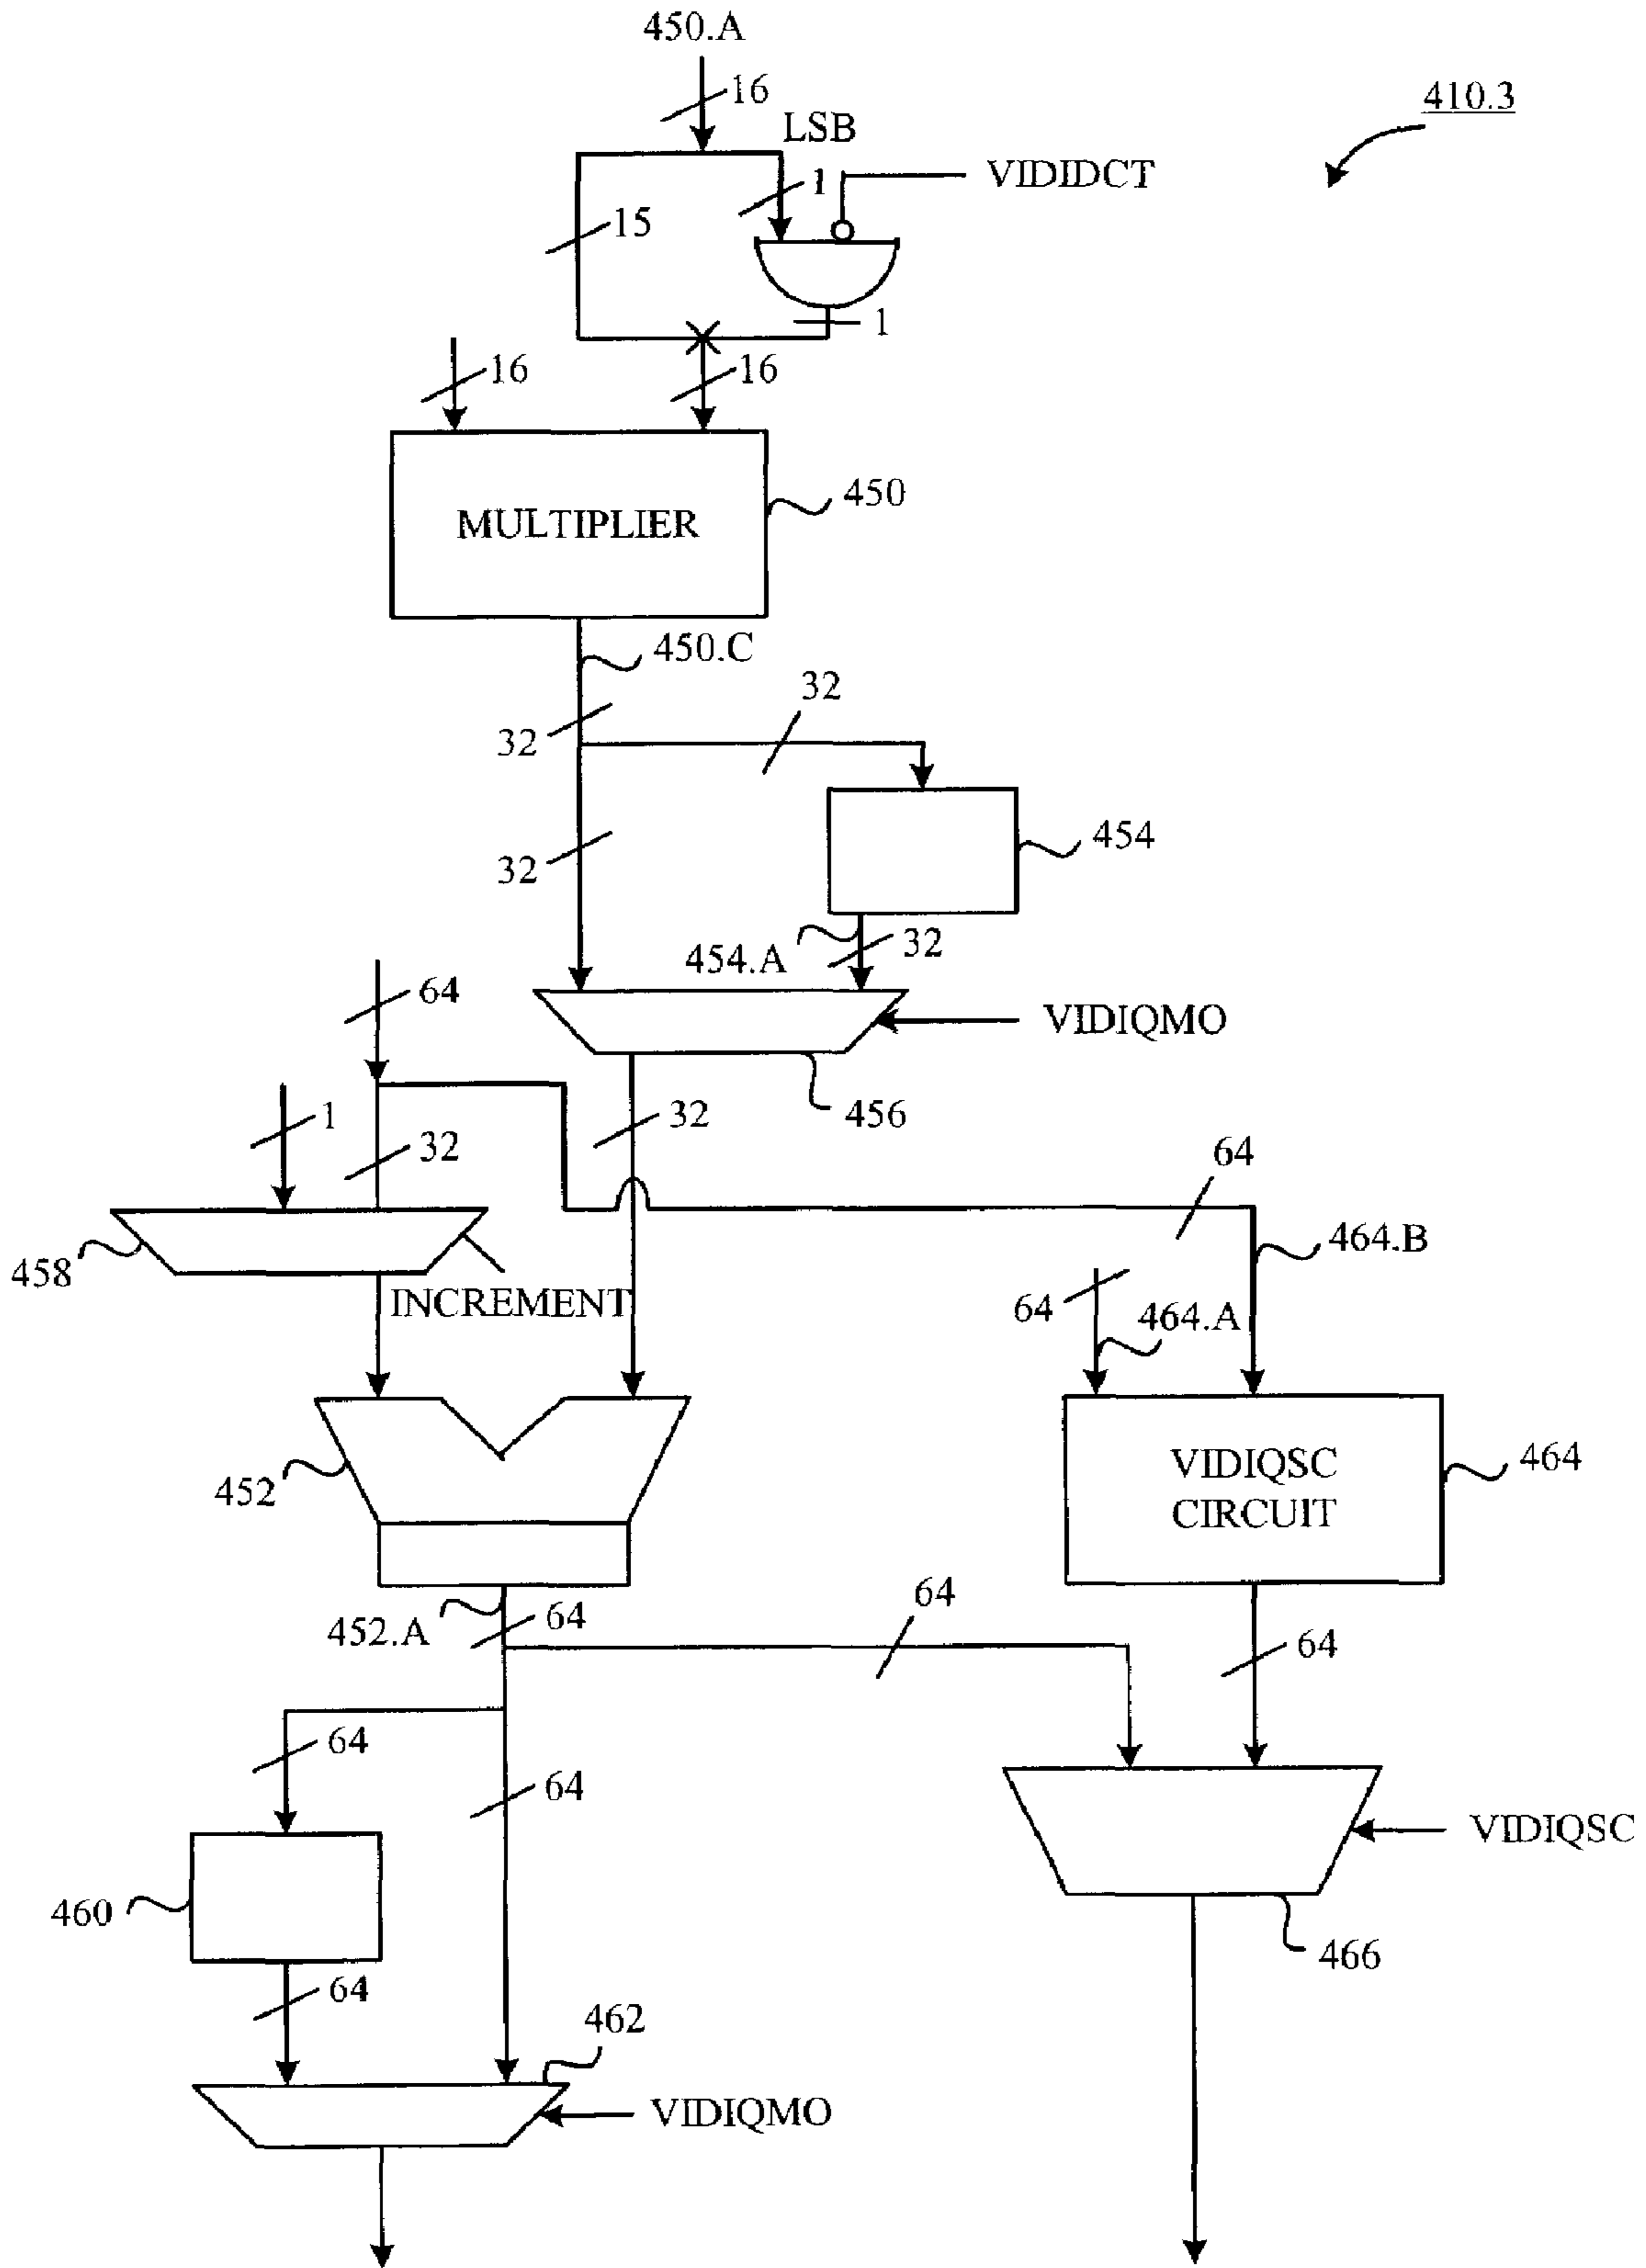 450.A
410.3
16
LSB
VIDIDCT
1
15
1
16
16
MULTIPLIER
450
450.C
32
32
32
454
454.A
32
64
VIDIQMO
456
1
32
32
64
464.B
458
INCREMENT
64
464.A
452
VIDIQSC
CIRCUIT
464
452.A
64
64
64
64
64
VIDIQSC
460
466
64
462
VIDIQMO